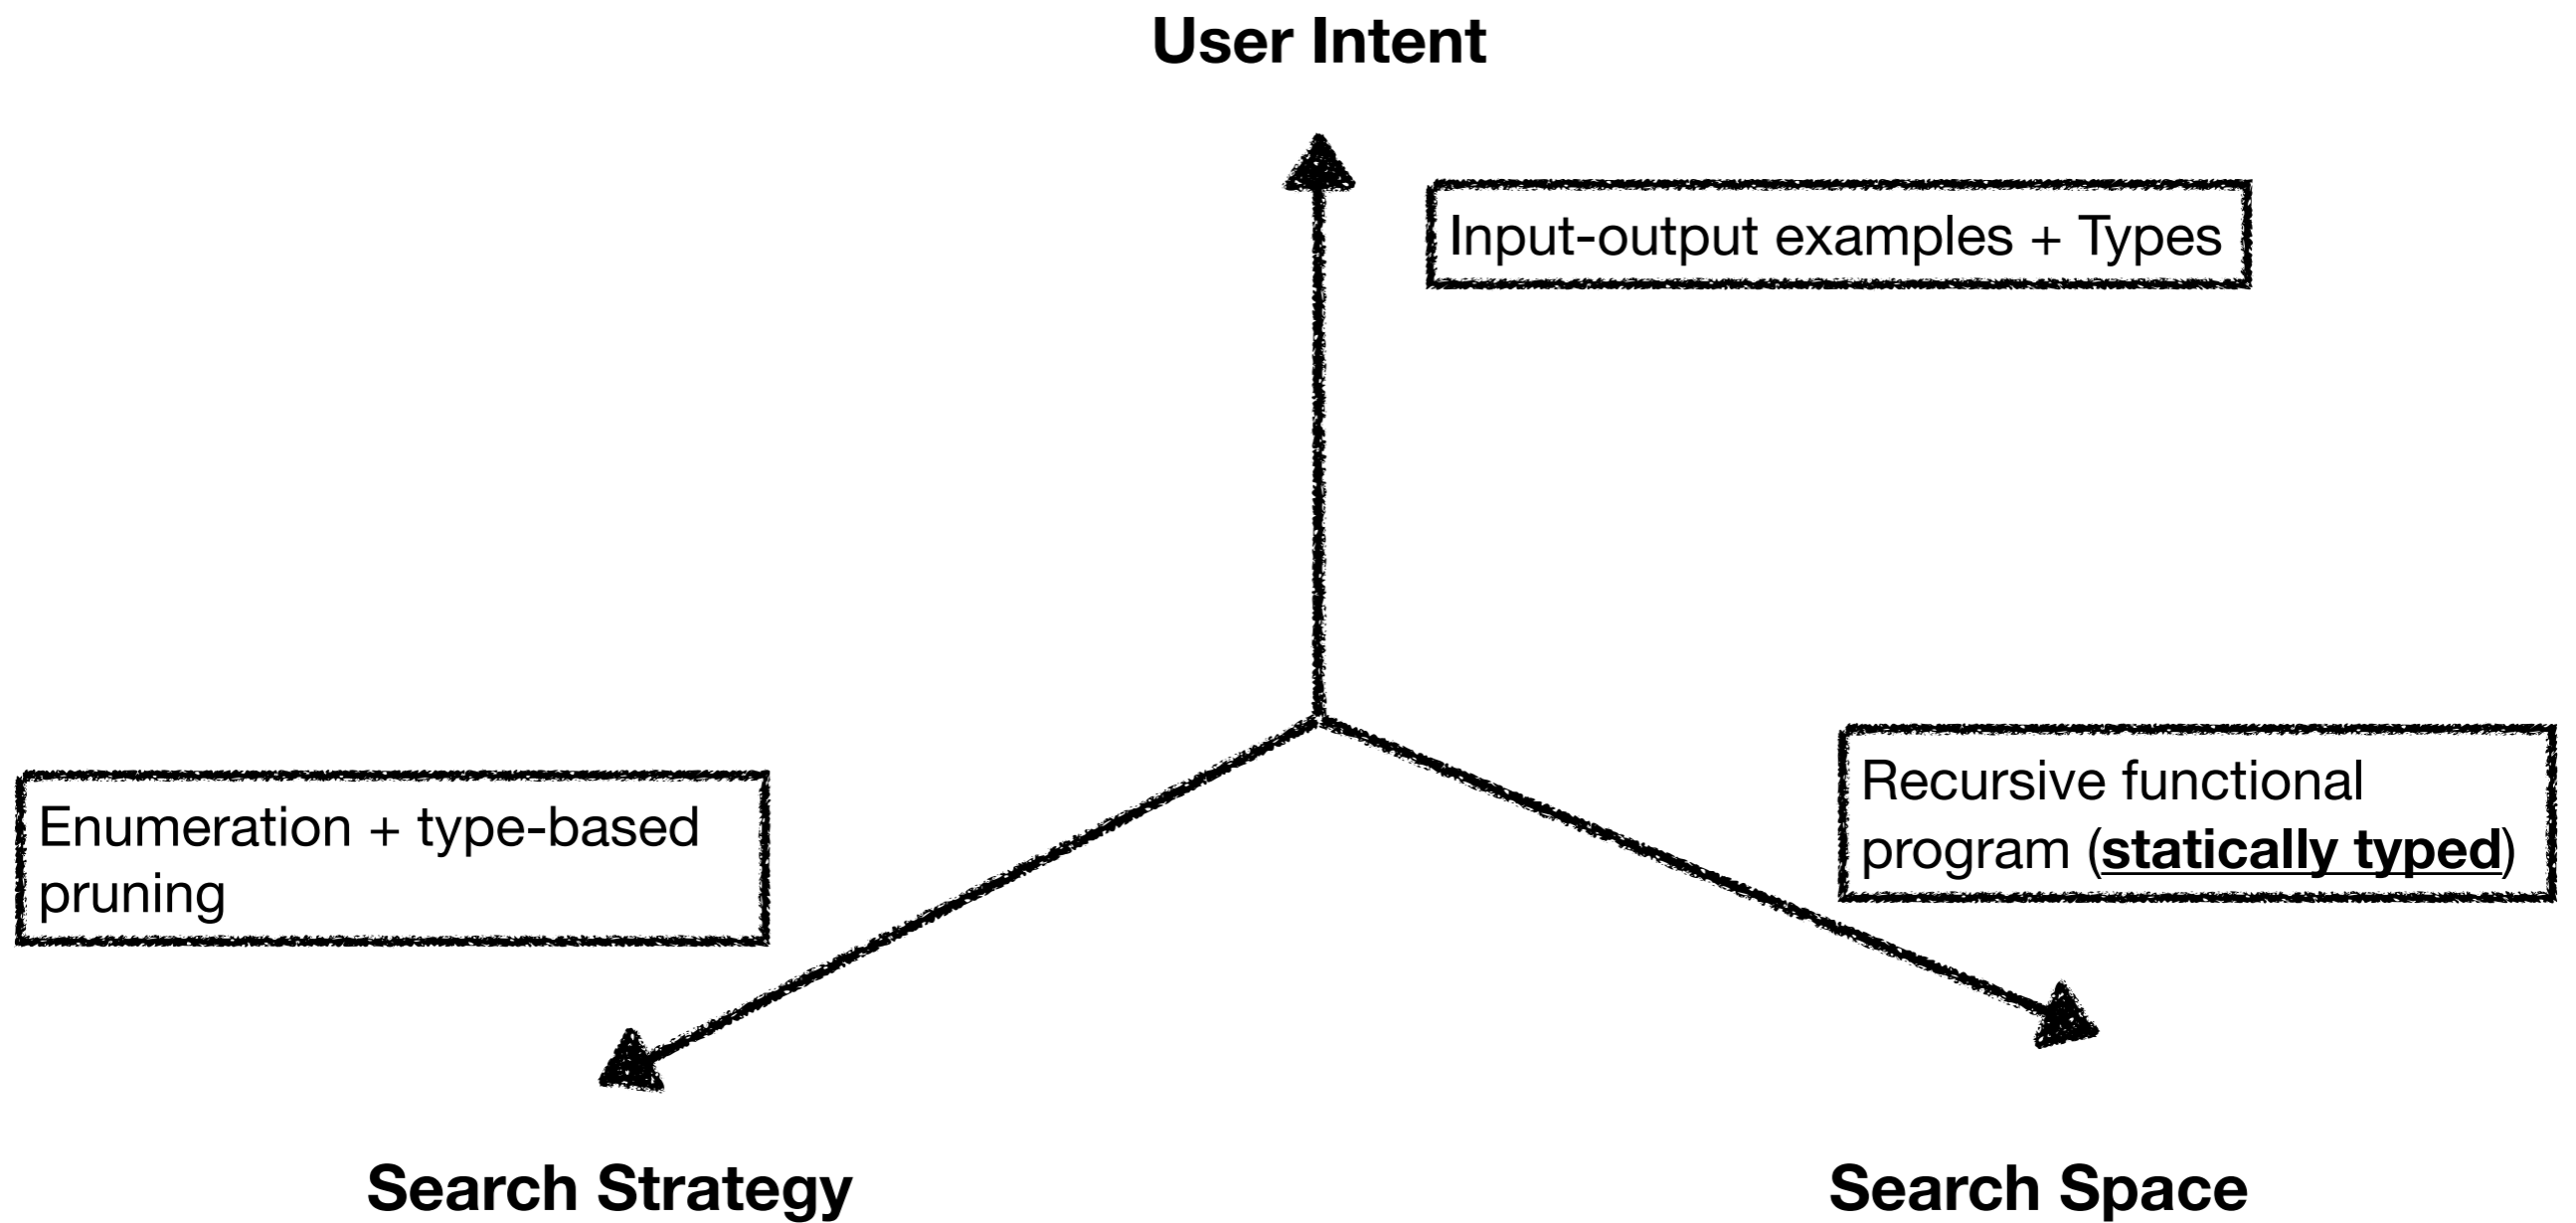 User Intent
Input-output examples + Types
Enumeration + type-based
pruning
Recursive functional
program (statically typed)
Search Strategy
Search Space